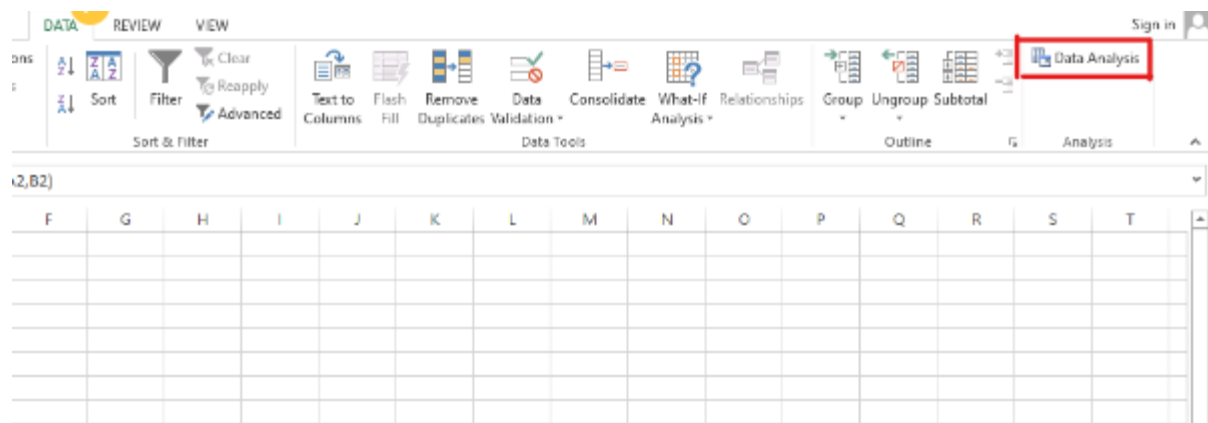 DATA REVIEW VIEW Sign in
ons Clear Data Analysis
s Reapply
Sort Filter Advanced Text to Columns Flash Fill Remove Duplicates Data Validation Consolidate What-If Analysis Relationships Group Ungroup Subtotal
Sort & Filter Data Tools Outline Analysis
A2,B2)
F G H I J K L M N O P Q R S T